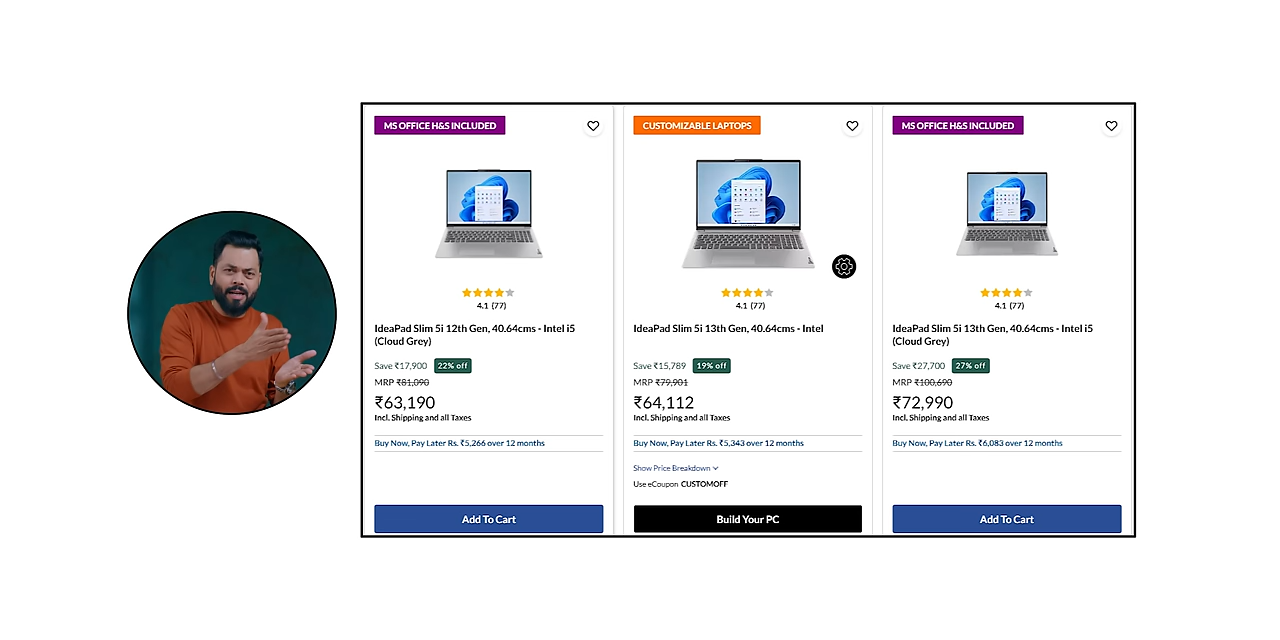 MS OFFICE H&S INCLUDED
4.1 (77)
IdeaPad Slim 5i 12th Gen, 40.64cms - Intel i5
(Cloud Grey)
Save ₹17,900 22% off
MRP ₹81,090
₹63,190
Incl. Shipping and all Taxes
Buy Now, Pay Later Rs. ₹5,266 over 12 months
Add To Cart
CUSTOMIZABLE LAPTOPS
4.1 (77)
IdeaPad Slim 5i 13th Gen, 40.64cms - Intel
Save ₹15,789 19% off
MRP ₹79,901
₹64,112
Incl. Shipping and all Taxes
Buy Now, Pay Later Rs. ₹5,343 over 12 months
Show Price Breakdown
Use eCoupon CUSTOMOFF
Build Your PC
MS OFFICE H&S INCLUDED
4.1 (77)
IdeaPad Slim 5i 13th Gen, 40.64cms - Intel i5
(Cloud Grey)
Save ₹27,700 27% off
MRP ₹100,690
₹72,990
Incl. Shipping and all Taxes
Buy Now, Pay Later Rs. ₹6,083 over 12 months
Add To Cart